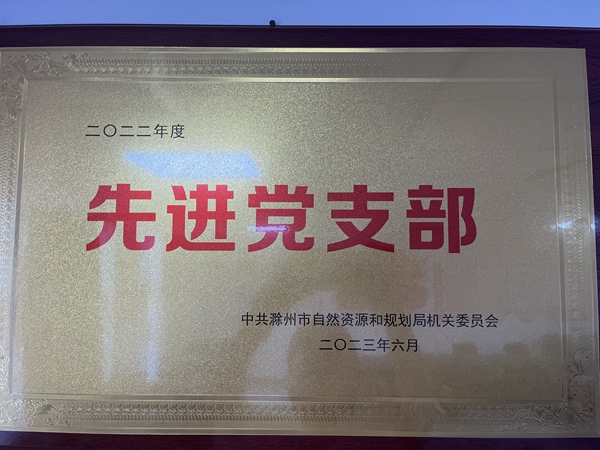 二〇二二年度
先进党支部
中共滁州市自然资源和规划局机关委员会
二〇二三年六月